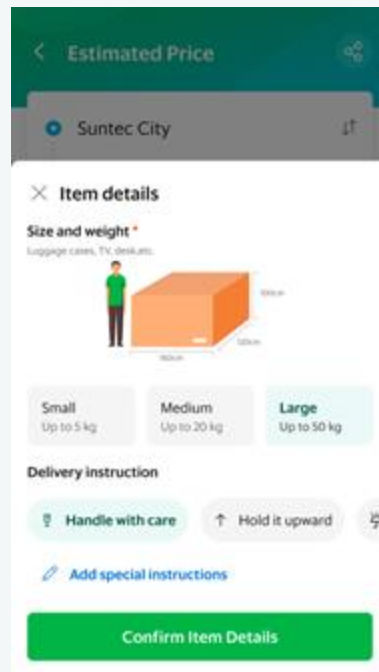 Estimated Price
Suntec City
Item details
Size and weight *
Luggage cases, TV, desk,etc.
Small
Up to 5 kg
Medium
Up to 20 kg
Large
Up to 50 kg
Delivery instruction
Handle with care
Hold it upward
Add special instructions
Confirm Item Details